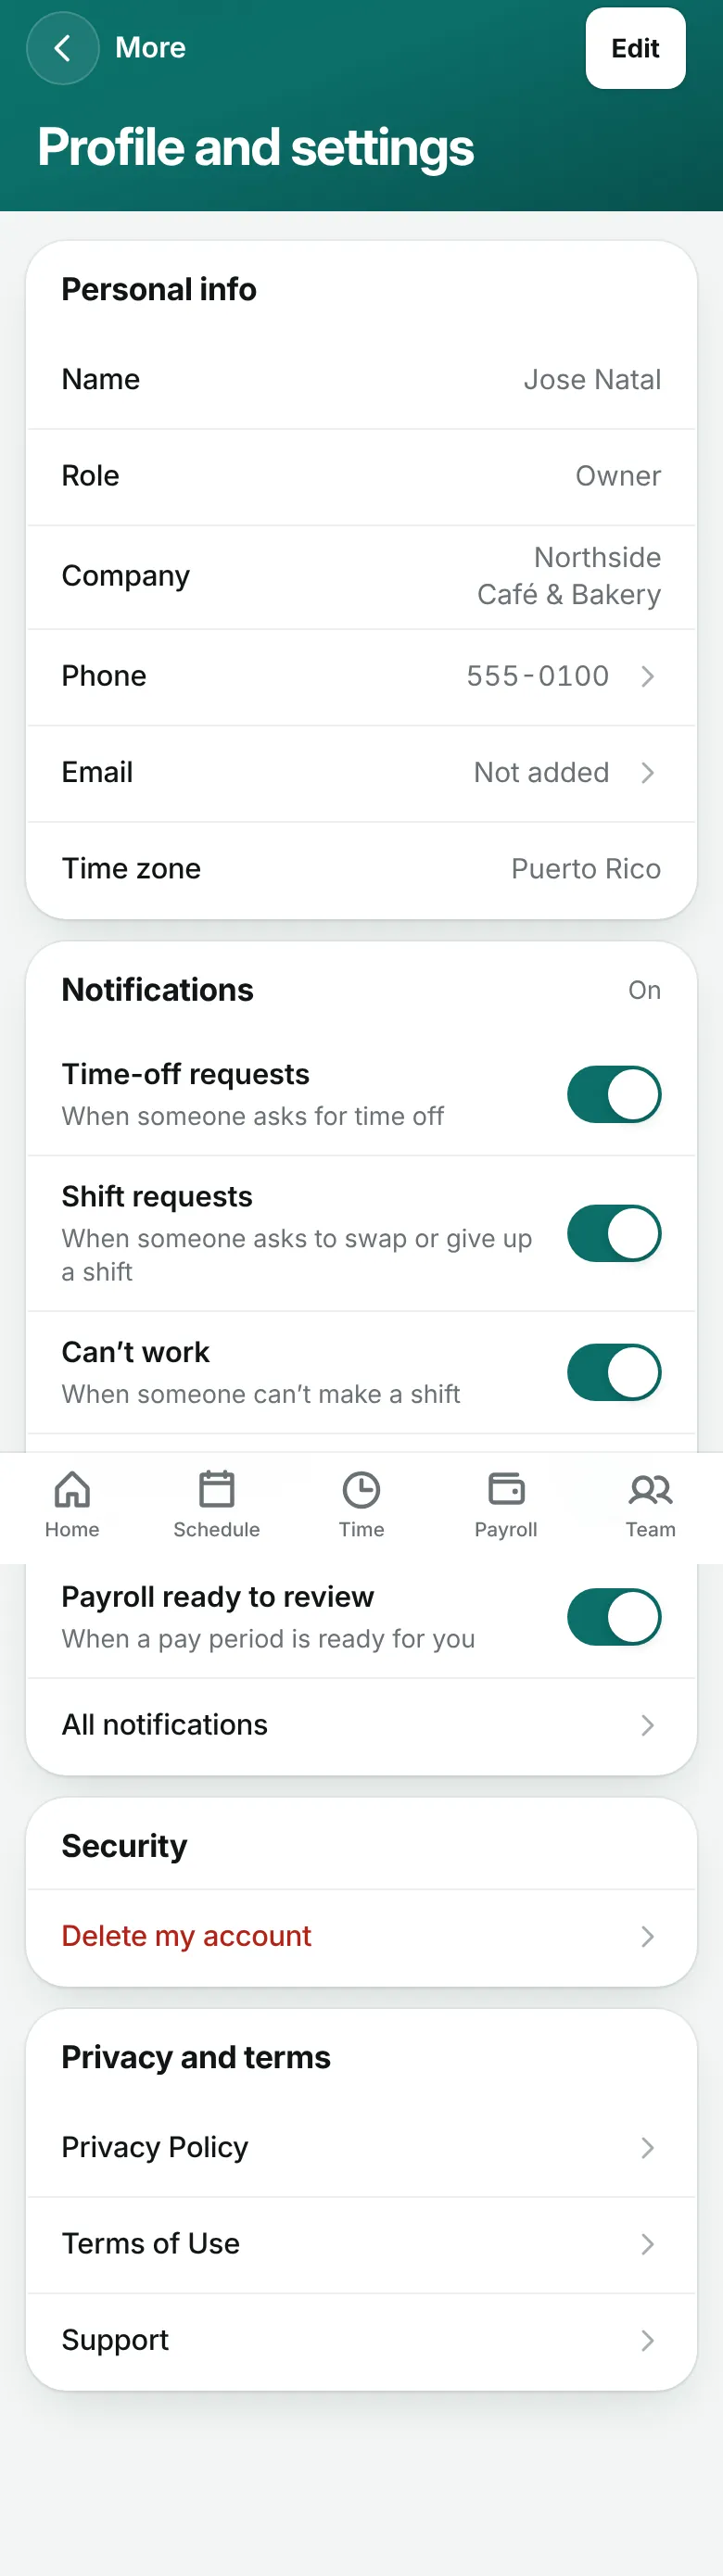 More
Edit
Profile and settings
Personal info
Name
Jose Natal
Role
Owner
Company
Northside
Café & Bakery
Phone
555-0100
Email
Not added
Time zone
Puerto Rico
Notifications
On
Time-off requests
When someone asks for time off
Shift requests
When someone asks to swap or give up
a shift
Can’t work
When someone can’t make a shift
Home
Schedule
Time
Payroll
Team
Payroll ready to review
When a pay period is ready for you
All notifications
Security
Delete my account
Privacy and terms
Privacy Policy
Terms of Use
Support